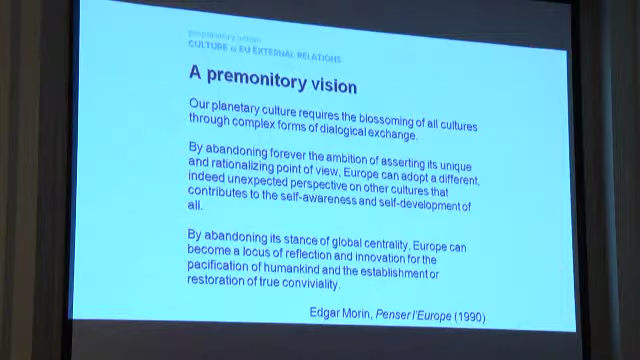 preparatory action
CULTURE in EU EXTERNAL RELATIONS
A premonitory vision
Our planetary culture requires the blossoming of all cultures
through complex forms of dialogical exchange.
By abandoning forever the ambition of asserting its unique
and rationalizing point of view, Europe can adopt a different,
indeed unexpected perspective on other cultures that
contributes to the self-awareness and self-development of
all.
By abandoning its stance of global centrality, Europe can
become a locus of reflection and innovation for the
pacification of humankind and the establishment or
restoration of true conviviality.
Edgar Morin, Penser l'Europe (1990)